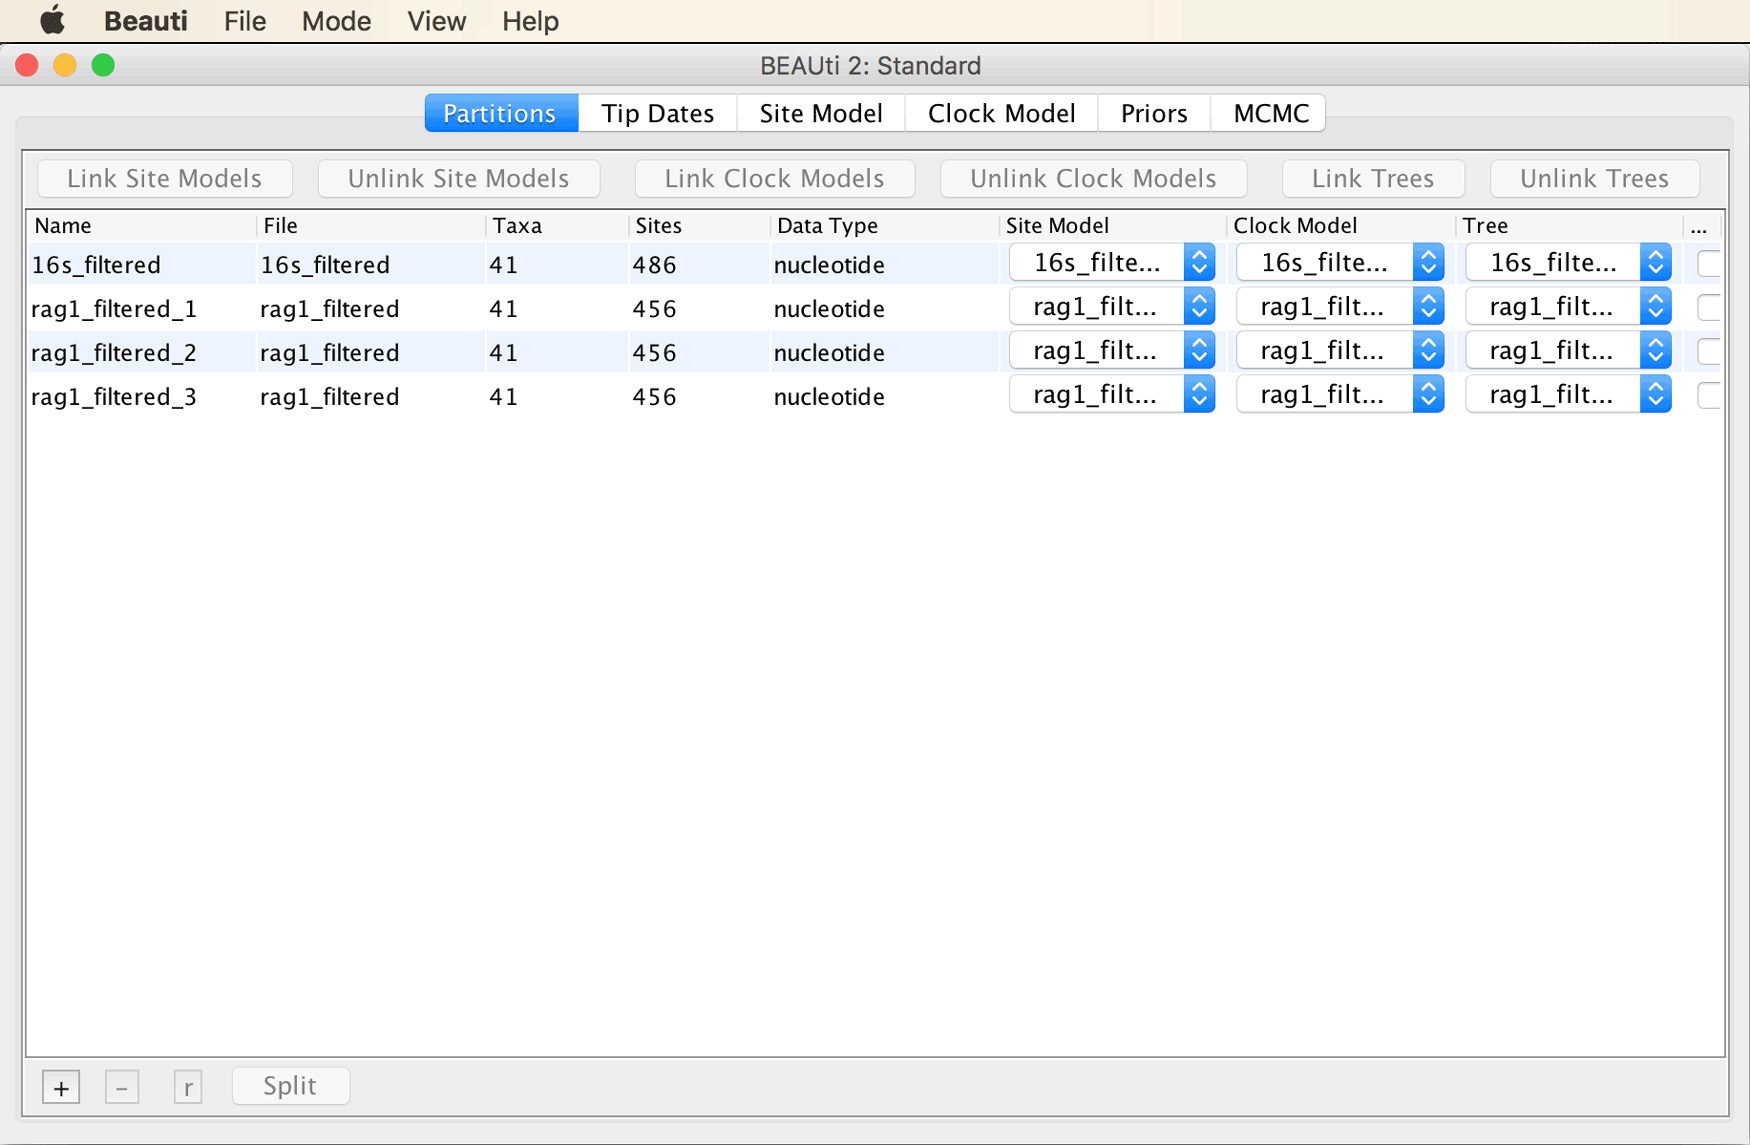 Beauti File Mode View Help
BEAUti 2: Standard
Partitions Tip Dates Site Model Clock Model Priors MCMC
Link Site Models Unlink Site Models Link Clock Models Unlink Clock Models Link Trees Unlink Trees
Name File Taxa Sites Data Type Site Model Clock Model Tree ...
16s_filtered 16s_filtered 41 486 nucleotide 16s_filte... 16s_filte... 16s_filte...
rag1_filtered_1 rag1_filtered 41 456 nucleotide rag1_filt... rag1_filt... rag1_filt...
rag1_filtered_2 rag1_filtered 41 456 nucleotide rag1_filt... rag1_filt... rag1_filt...
rag1_filtered_3 rag1_filtered 41 456 nucleotide rag1_filt... rag1_filt... rag1_filt...
+ – r Split